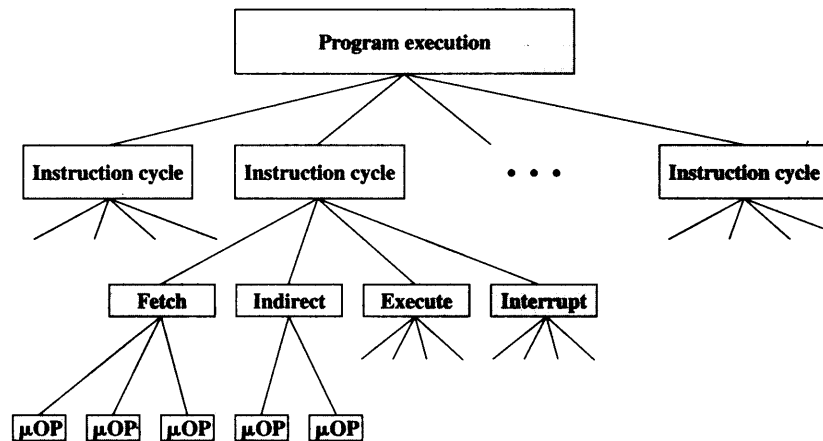 Program execution
Instruction cycle
Instruction cycle
• • •
Instruction cycle
Fetch
Indirect
Execute
Interrupt
μOP
μOP
μOP
μOP
μOP